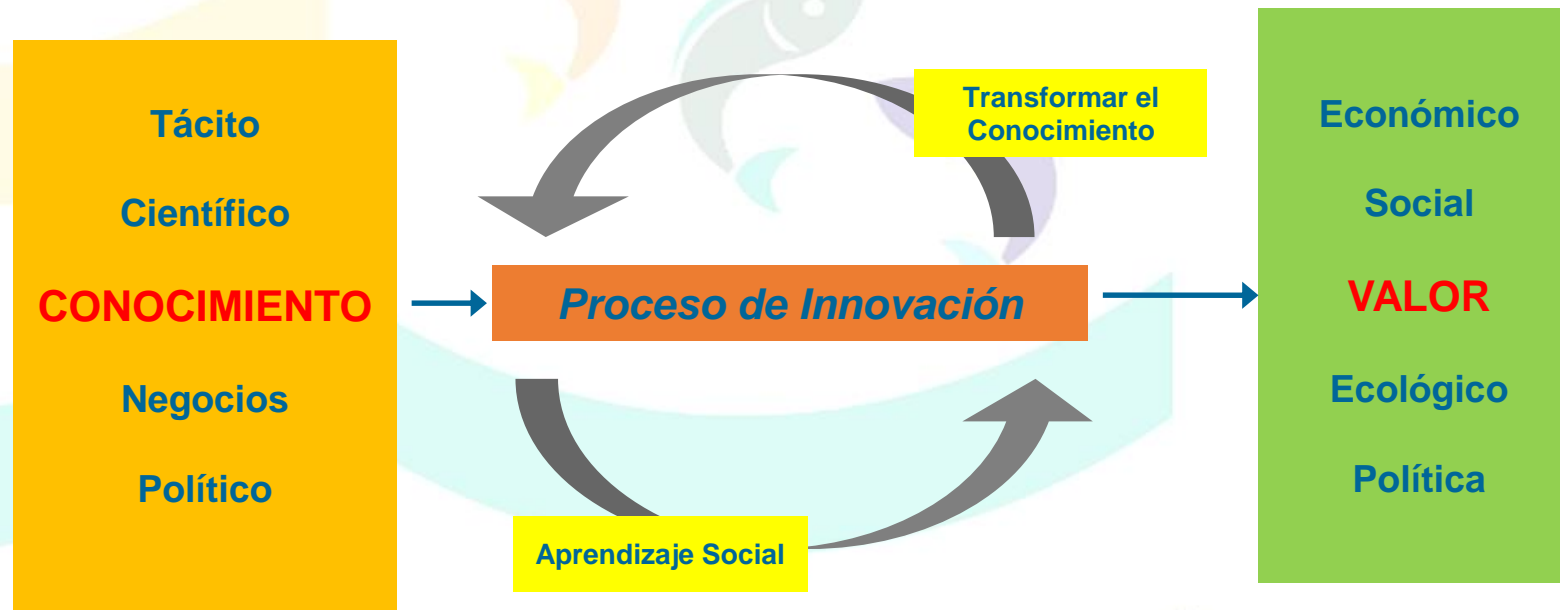 Tácito
Científico
CONOCIMIENTO
Negocios
Político
Transformar el
Conocimiento
Proceso de Innovación
Aprendizaje Social
Económico
Social
VALOR
Ecológico
Política